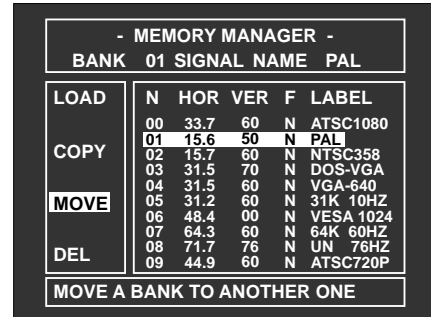 - MEMORY MANAGER -
BANK 01 SIGNAL NAME PAL
LOAD
COPY
MOVE
DEL
N HOR VER F LABEL
00 33.7 60 N ATSC1080
01 15.6 50 N PAL
02 15.7 60 N NTSC358
03 31.5 70 N DOS-VGA
04 31.5 60 N VGA-640
05 31.2 60 N 31K 10HZ
06 48.4 00 N VESA 1024
07 64.3 60 N 64K 60HZ
08 71.7 76 N UN 76HZ
09 44.9 60 N ATSC720P
MOVE A BANK TO ANOTHER ONE